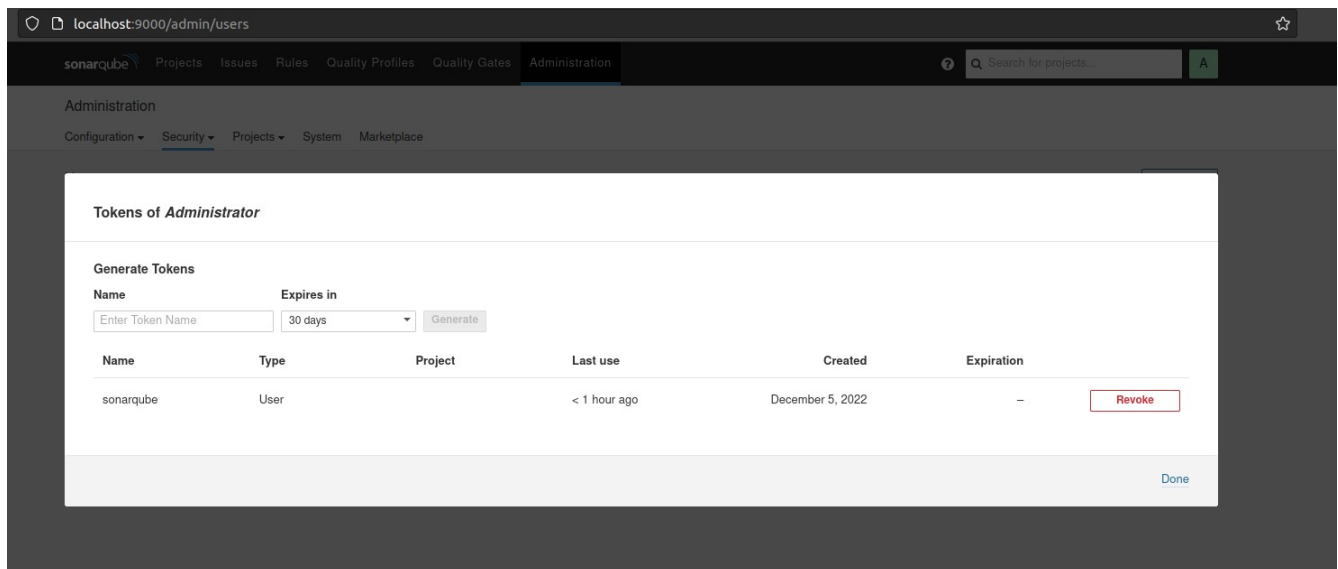 localhost:9000/admin/users
sonarqube Projects Issues Rules Quality Profiles Quality Gates Administration Search for projects... A
Administration
Configuration Security Projects System Marketplace
Tokens of Administrator
Generate Tokens
Name Expires in
Enter Token Name 30 days Generate
Name Type Project Last use Created Expiration
sonarqube User < 1 hour ago December 5, 2022 – Revoke
Done